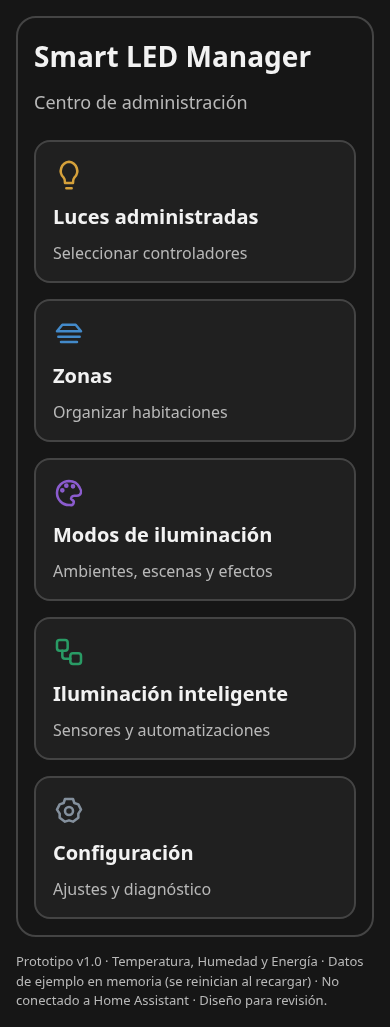 Smart LED Manager
Centro de administración
Luces administradas
Seleccionar controladores
Zonas
Organizar habitaciones
Modos de iluminación
Ambientes, escenas y efectos
Iluminación inteligente
Sensores y automatizaciones
Configuración
Ajustes y diagnóstico
Prototipo v1.0 · Temperatura, Humedad y Energía · Datos
de ejemplo en memoria (se reinician al recargar) · No
conectado a Home Assistant · Diseño para revisión.